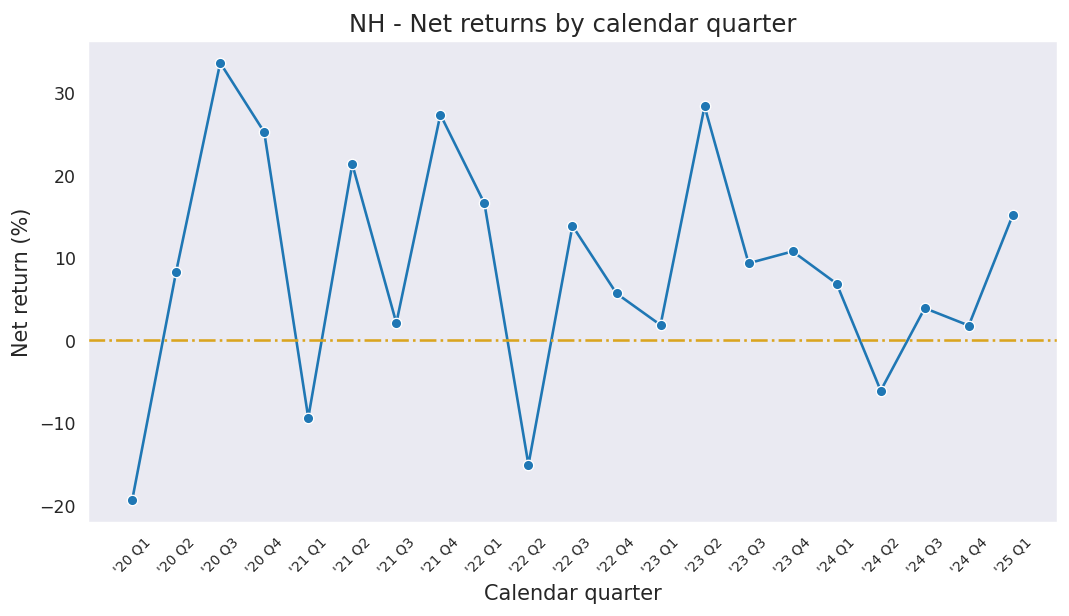 NH - Net returns by calendar quarter
Net return (%)
30
20
10
0
−10
−20
'20 Q1
'20 Q2
'20 Q3
'20 Q4
'21 Q1
'21 Q2
'21 Q3
'21 Q4
'22 Q1
'22 Q2
'22 Q3
'22 Q4
'23 Q1
'23 Q2
'23 Q3
'23 Q4
'24 Q1
'24 Q2
'24 Q3
'24 Q4
'25 Q1
Calendar quarter